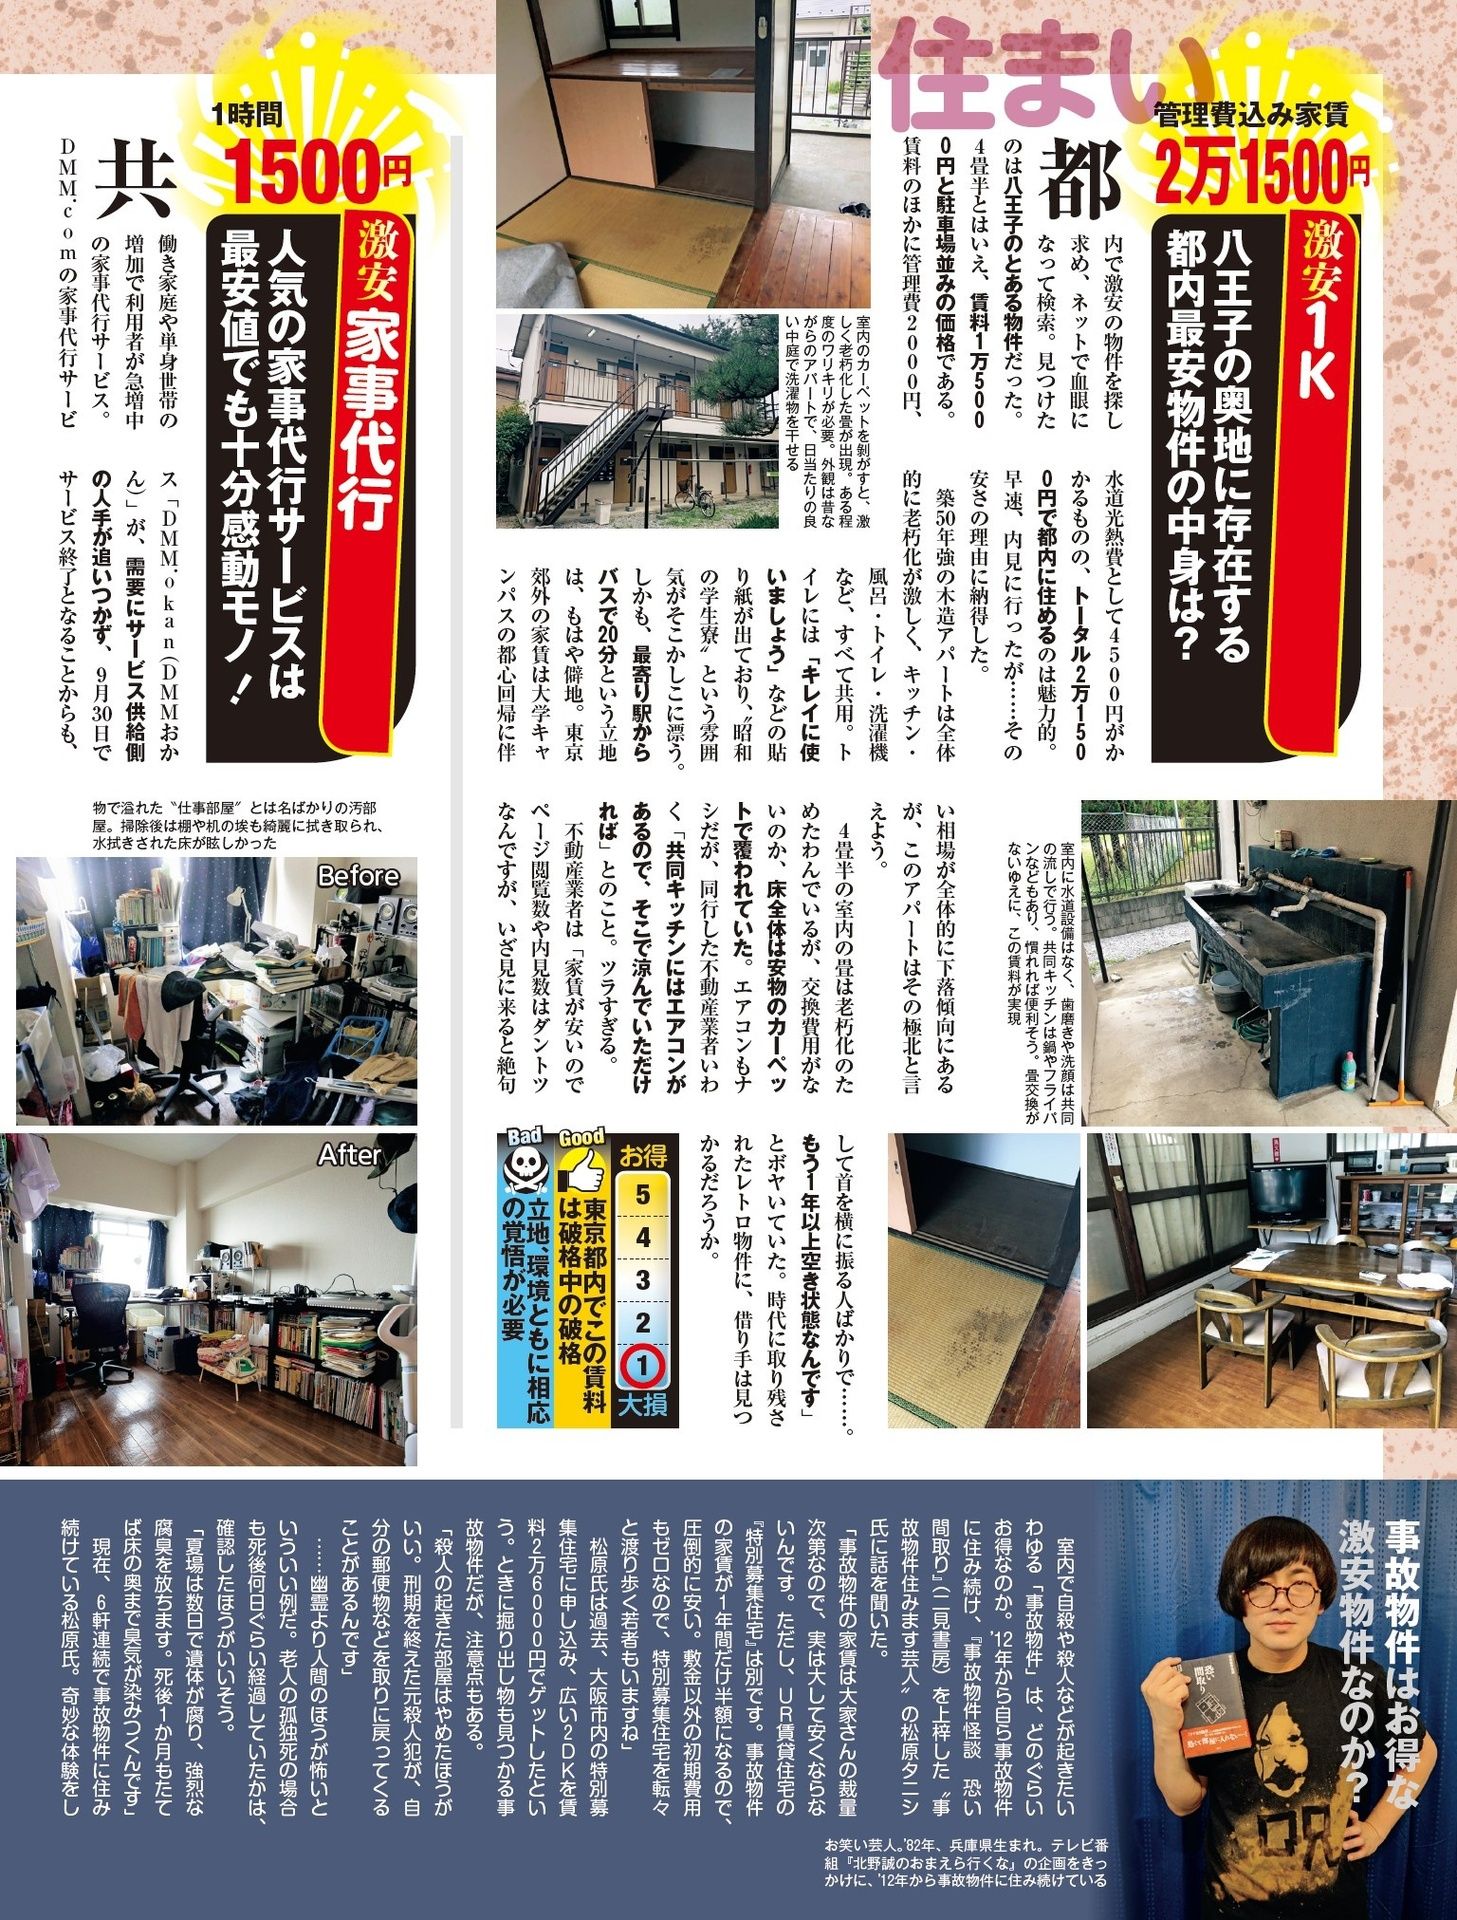 住まい
管理費込み家賃
2万1500円
激安1K
八王子の奥地に存在する
都内最安物件の中身は?
都
内で激安の物件を探し
求め、ネットで血眼に
なって検索。見つけた
のは八王子のとある物件だった。
4畳半とはいえ、賃料1万500
0円と駐車場並みの価格である。
賃料のほかに管理費2000円、
水道光熱費として4500円がか
かるものの、トータル2万150
0円で都内に住めるのは魅力的。
早速、内見に行ったが……その
安さの理由に納得した。
築50年強の木造アパートは全体
的に老朽化が激しく、キッチン・
風呂・トイレ・洗濯機
など、すべて共用。ト
イレには「キレイに使
いましょう」などの貼
り紙が出ており、〝昭和
の学生寮〟という雰囲
気がそこかしこに漂う。
しかも、最寄り駅から
バスで20分という立地
は、もはや僻地。東京
郊外の家賃は大学キャ
ンパスの都心回帰に伴
い相場が全体的に下落傾向にある
が、このアパートはその極北と言
えよう。
4畳半の室内の畳は老朽化のた
めたわんでいるが、交換費用がな
いのか、床全体は安物のカーペッ
トで覆われていた。エアコンもナ
シだが、同行した不動産業者いわ
く「共同キッチンにはエアコンが
あるので、そこで涼んでいただけ
れば」とのこと。ツラすぎる。
不動産業者は「家賃が安いので
ページ閲覧数や内見数はダントツ
なんですが、いざ見に来ると絶句
して首を横に振る人ばかりで……。
もう1年以上空き状態なんです」
とボヤいていた。時代に取り残さ
れたレトロ物件に、借り手は見つ
かるだろうか。
室内のカーペットを剝がすと、激
しく老朽化した畳が出現。ある程
度のワリキリが必要。外観は昔な
がらのアパートで、日当たりの良
い中庭で洗濯物を干せる
室内に水道設備はなく、歯磨きや洗顔は共同
の流しで行う。共同キッチンは鍋やフライパ
ンなどもあり、慣れれば便利そう。畳交換が
ないゆえに、この賃料が実現
お得
5
4
3
2
1
大損
Good
東京都内でこの賃料
は破格中の破格
Bad
立地、環境ともに相応
の覚悟が必要
1時間
1500円
激安家事代行
人気の家事代行サービスは
最安値でも十分感動モノ!
共
働き家庭や単身世帯の
増加で利用者が急増中
の家事代行サービス。
DMM.comの家事代行サービ
ス「DMM.okan(DMMおか
ん)」が、需要にサービス供給側
の人手が追いつかず、9月30日で
サービス終了となることからも、
物で溢れた〝仕事部屋〟とは名ばかりの汚部
屋。掃除後は棚や机の埃も綺麗に拭き取られ、
水拭きされた床が眩しかった
Before
After
事故物件はお得な
激安物件なのか?
室内で自殺や殺人などが起きたい
わゆる「事故物件」は、どのぐらい
お得なのか。'12年から自ら事故物件
に住み続け、『事故物件怪談 恐い
間取り』(二見書房)を上梓した〝事
故物件住みます芸人〟の松原タニシ
氏に話を聞いた。
「事故物件の家賃は大家さんの裁量
次第なので、実は大して安くならな
いんです。ただし、UR賃貸住宅の
『特別募集住宅』は別です。事故物件
の家賃が1年間だけ半額になるので、
圧倒的に安い。敷金以外の初期費用
もゼロなので、特別募集住宅を転々
と渡り歩く若者もいますね」
松原氏は過去、大阪市内の特別募
集住宅に申し込み、広い2DKを賃
料2万6000円でゲットしたとい
う。ときに掘り出し物も見つかる事
故物件だが、注意点もある。
「殺人の起きた部屋はやめたほうが
いい。刑期を終えた元殺人犯が、自
分の郵便物などを取りに戻ってくる
ことがあるんです」
……幽霊より人間のほうが怖いと
いういい例だ。老人の孤独死の場合
も死後何日ぐらい経過していたかは、
確認したほうがいいそう。
「夏場は数日で遺体が腐り、強烈な
腐臭を放ちます。死後1か月もたて
ば床の奥まで臭気が染みつくんです」
現在、6軒連続で事故物件に住み
続けている松原氏。奇妙な体験をし
お笑い芸人。'82年、兵庫県生まれ。テレビ番
組『北野誠のおまえら行くな』の企画をきっ
かけに、'12年から事故物件に住み続けている
恐い
間取り